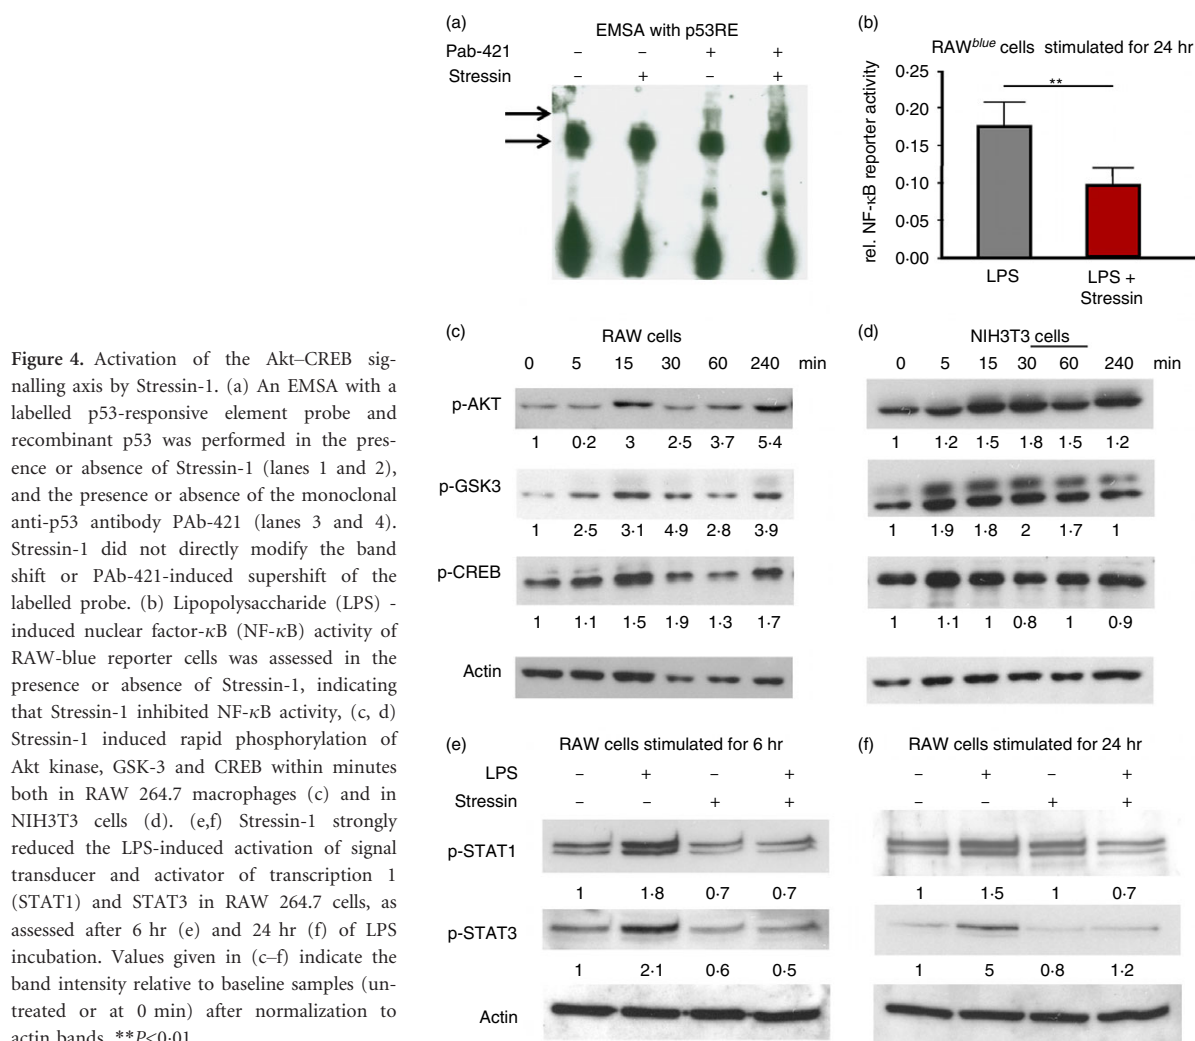 (a)
EMSA with p53RE
Pab-421 – – + +
Stressin – + – +
(b)
RAWblue cells stimulated for 24 hr
rel. NF-κB reporter activity
0·25
0·20
0·15
0·10
0·05
0·00
**
LPS
LPS +
Stressin
(c)
RAW cells
0 5 15 30 60 240 min
p-AKT
1 0·2 3 2·5 3·7 5·4
p-GSK3
1 2·5 3·1 4·9 2·8 3·9
p-CREB
1 1·1 1·5 1·9 1·3 1·7
Actin
(d)
NIH3T3 cells
0 5 15 30 60 240 min
1 1·2 1·5 1·8 1·5 1·2
1 1·9 1·8 2 1·7 1
1 1·1 1 0·8 1 0·9
(e)
RAW cells stimulated for 6 hr
LPS – + – +
Stressin – – + +
p-STAT1
1 1·8 0·7 0·7
p-STAT3
1 2·1 0·6 0·5
Actin
(f)
RAW cells stimulated for 24 hr
– + – +
– – + +
1 1·5 1 0·7
1 5 0·8 1·2
Figure 4. Activation of the Akt–CREB sig-
nalling axis by Stressin-1. (a) An EMSA with a
labelled p53-responsive element probe and
recombinant p53 was performed in the pres-
ence or absence of Stressin-1 (lanes 1 and 2),
and the presence or absence of the monoclonal
anti-p53 antibody PAb-421 (lanes 3 and 4).
Stressin-1 did not directly modify the band
shift or PAb-421-induced supershift of the
labelled probe. (b) Lipopolysaccharide (LPS) -
induced nuclear factor-κB (NF-κB) activity of
RAW-blue reporter cells was assessed in the
presence or absence of Stressin-1, indicating
that Stressin-1 inhibited NF-κB activity, (c, d)
Stressin-1 induced rapid phosphorylation of
Akt kinase, GSK-3 and CREB within minutes
both in RAW 264.7 macrophages (c) and in
NIH3T3 cells (d). (e,f) Stressin-1 strongly
reduced the LPS-induced activation of signal
transducer and activator of transcription 1
(STAT1) and STAT3 in RAW 264.7 cells, as
assessed after 6 hr (e) and 24 hr (f) of LPS
incubation. Values given in (c–f) indicate the
band intensity relative to baseline samples (un-
treated or at 0 min) after normalization to
actin bands. **P<0·01